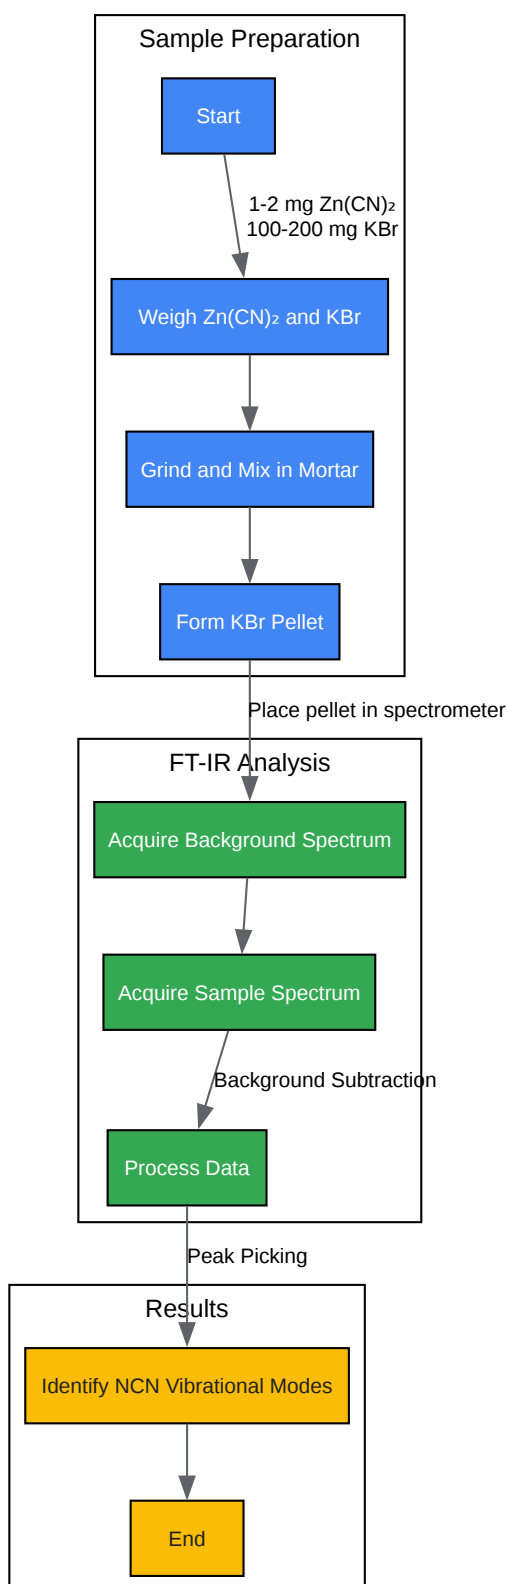 Sample Preparation
Start
1-2 mg Zn(CN)₂
100-200 mg KBr
Weigh Zn(CN)₂ and KBr
Grind and Mix in Mortar
Form KBr Pellet
Place pellet in spectrometer
FT-IR Analysis
Acquire Background Spectrum
Acquire Sample Spectrum
Background Subtraction
Process Data
Peak Picking
Results
Identify NCN Vibrational Modes
End